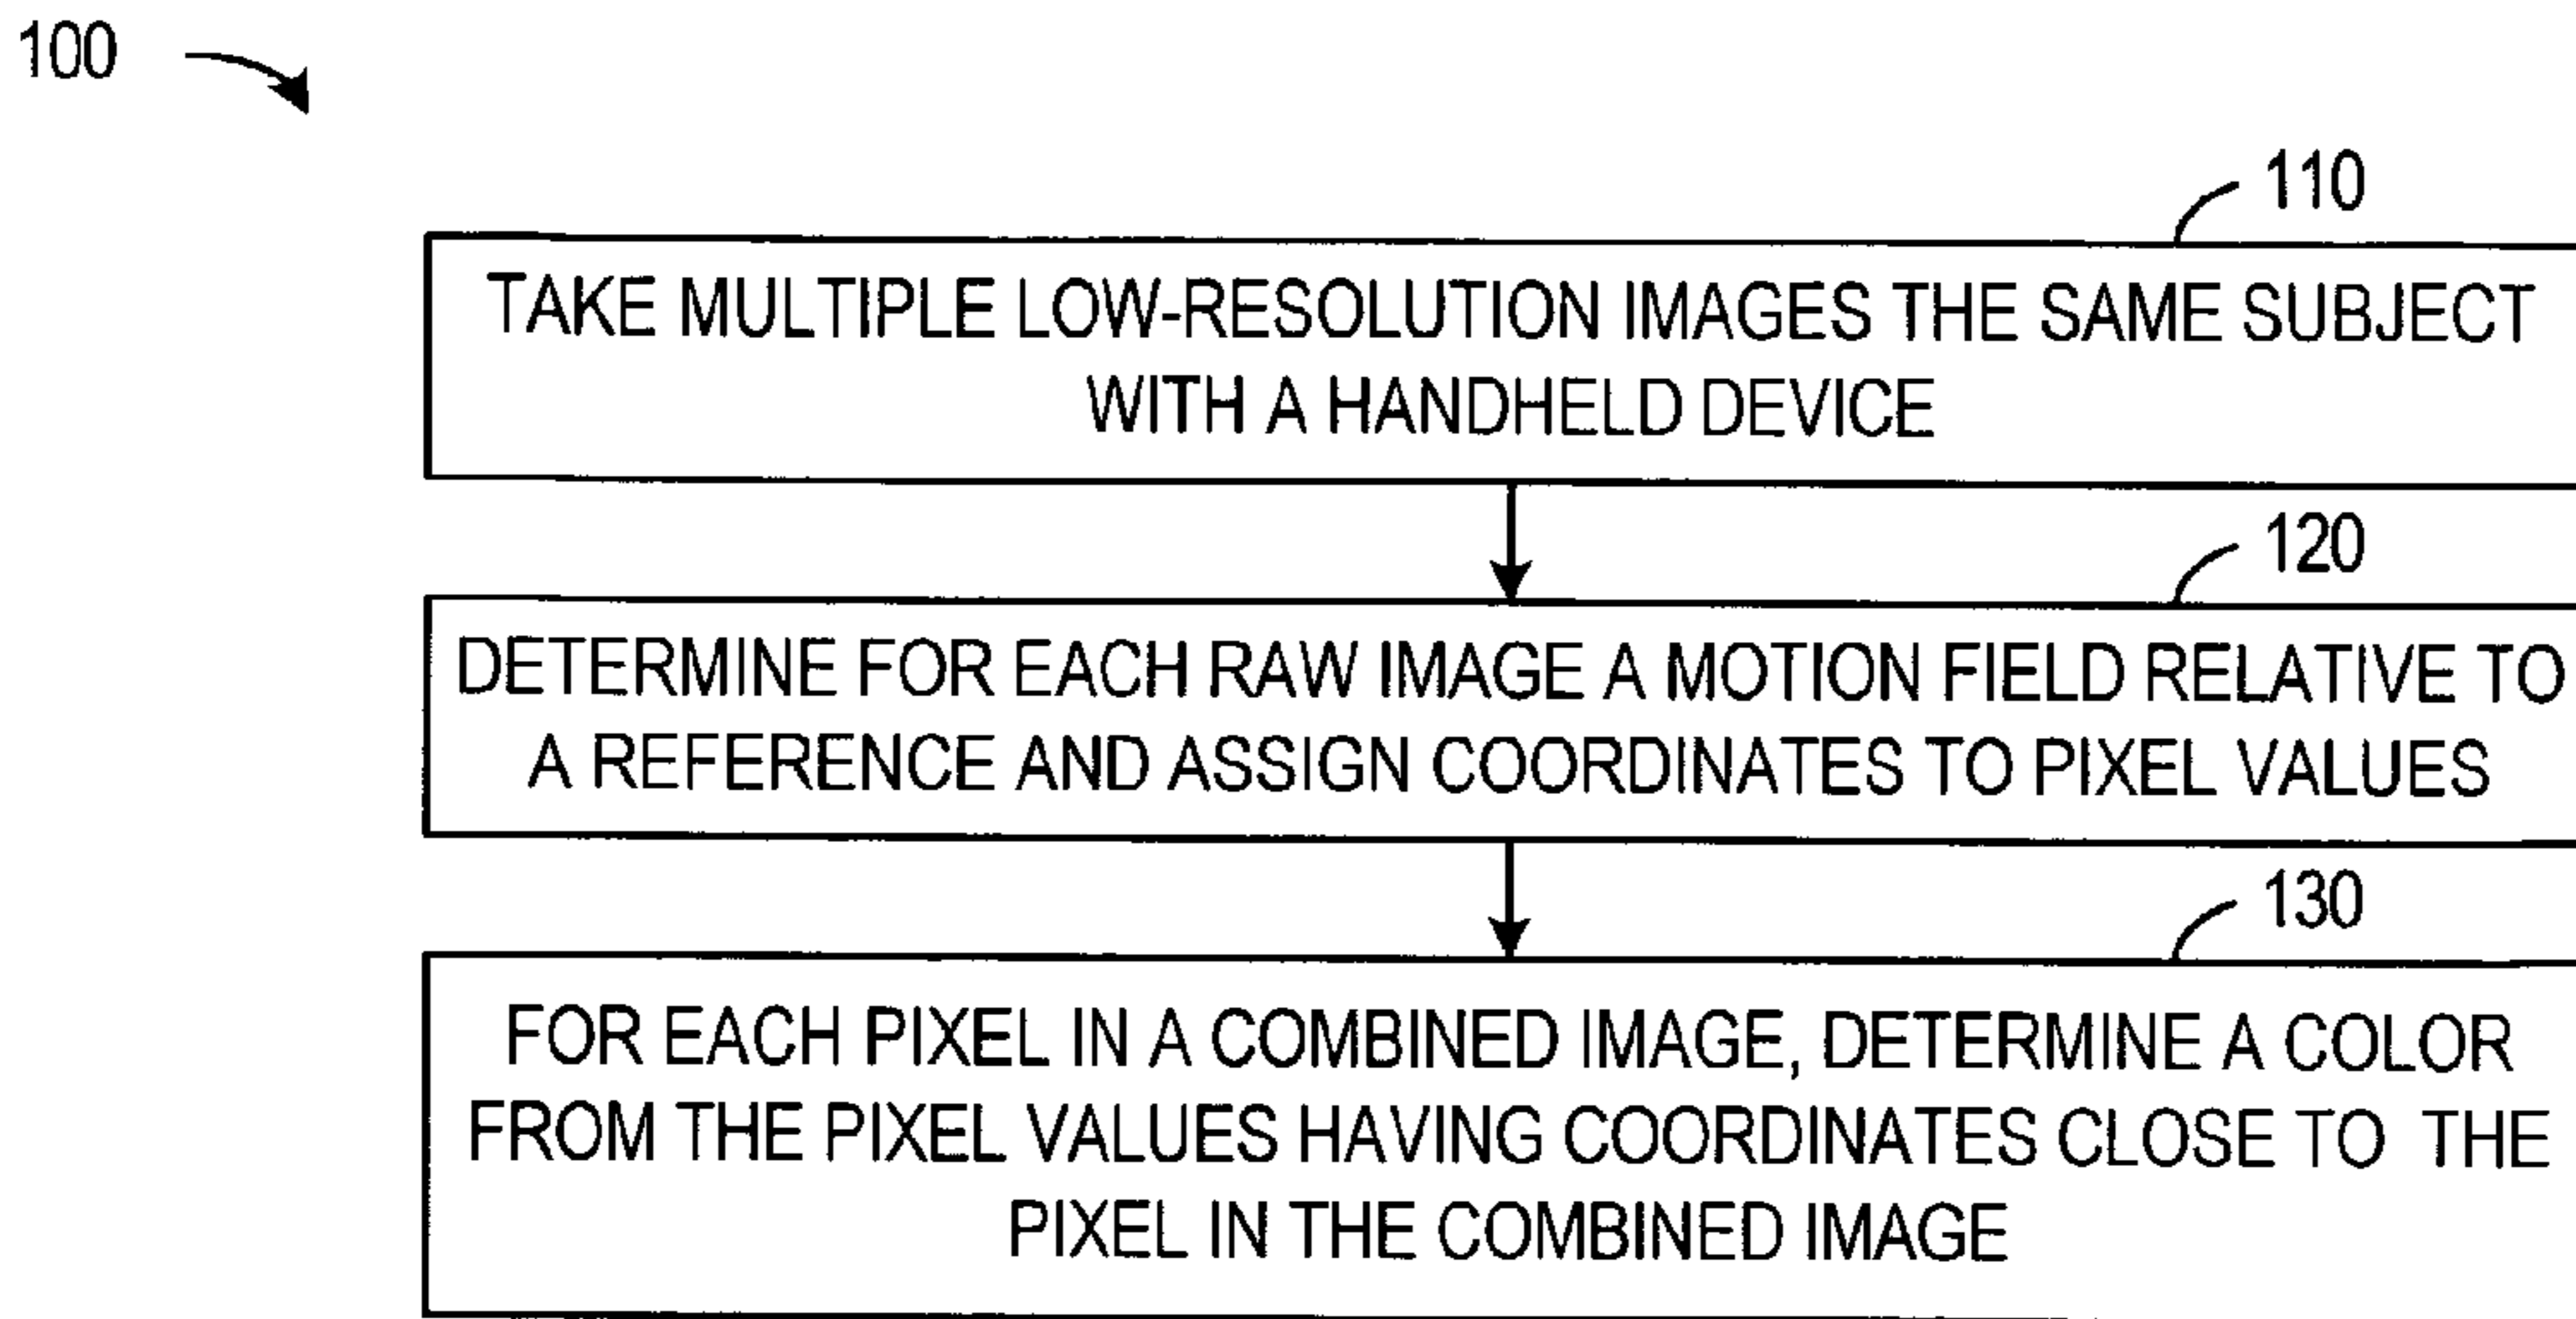 100
110
TAKE MULTIPLE LOW-RESOLUTION IMAGES THE SAME SUBJECT
WITH A HANDHELD DEVICE
120
DETERMINE FOR EACH RAW IMAGE A MOTION FIELD RELATIVE TO
A REFERENCE AND ASSIGN COORDINATES TO PIXEL VALUES
130
FOR EACH PIXEL IN A COMBINED IMAGE, DETERMINE A COLOR
FROM THE PIXEL VALUES HAVING COORDINATES CLOSE TO THE
PIXEL IN THE COMBINED IMAGE